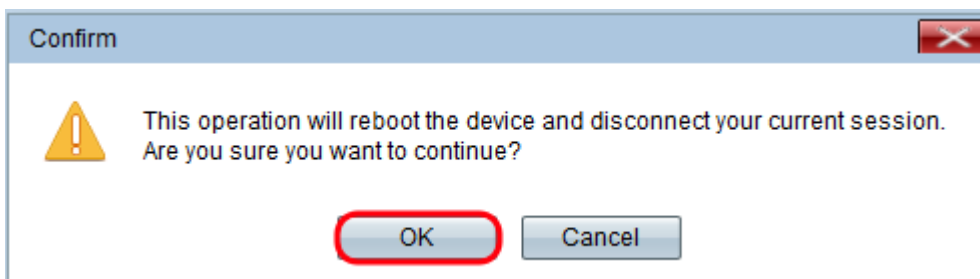 Confirm
This operation will reboot the device and disconnect your current session.
Are you sure you want to continue?
OK Cancel